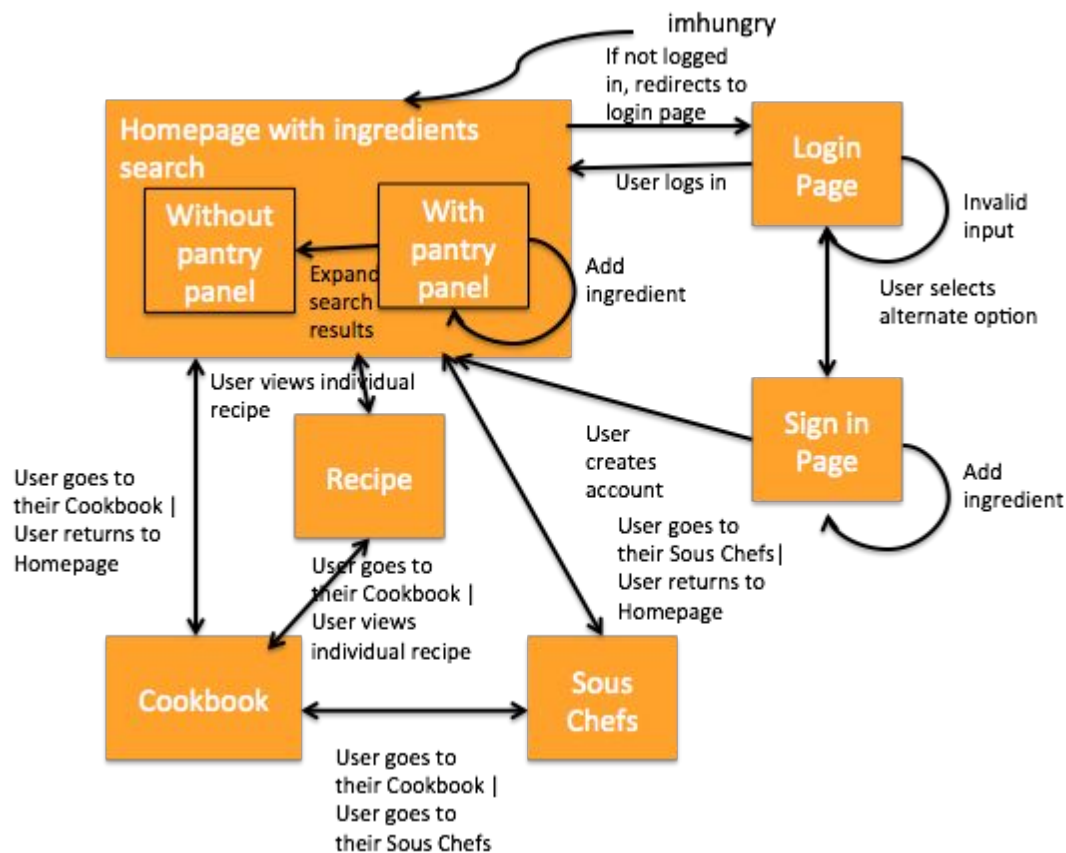 imhungry
If not logged
in, redirects to
login page
Homepage with ingredients
search
Login
Page
User logs in
Invalid
input
Without
pantry
panel
With
pantry
panel
Expand
search
results
Add
ingredient
User selects
alternate option
User views individual
recipe
Recipe
User
creates
account
Sign in
Page
Add
ingredient
User goes to
their Cookbook |
User returns to
Homepage
User goes to
their Sous Chefs|
User returns to
Homepage
User goes to
their Cookbook |
User views
individual recipe
Cookbook
Sous
Chefs
User goes to
their Cookbook |
User goes to
their Sous Chefs